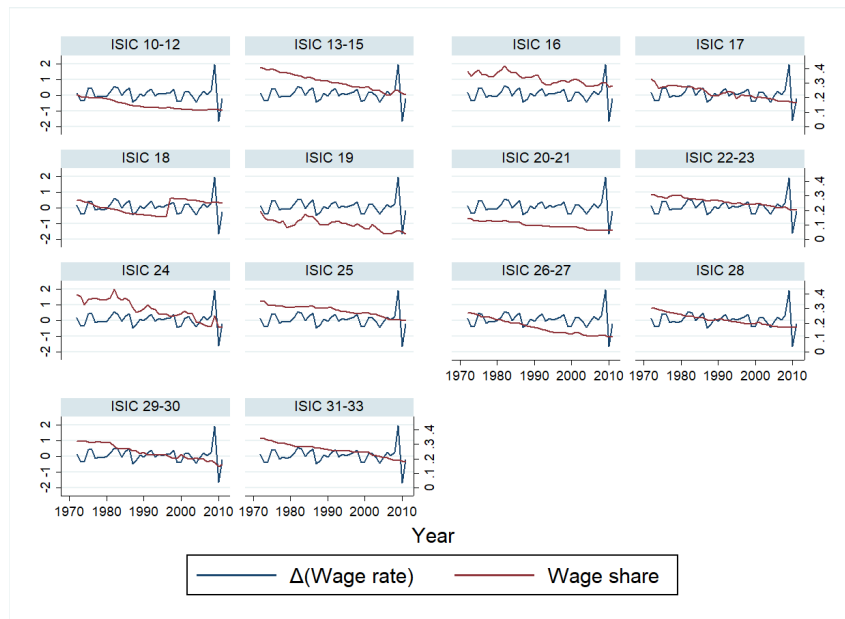 ISIC 10-12 ISIC 13-15 ISIC 16 ISIC 17
2 1 0 -1 -2
0 .1 .2 .3 .4
ISIC 18 ISIC 19 ISIC 20-21 ISIC 22-23
2 1 0 -1 -2
0 .1 .2 .3 .4
ISIC 24 ISIC 25 ISIC 26-27 ISIC 28
2 1 0 -1 -2
0 .1 .2 .3 .4
1970 1980 1990 2000 2010 1970 1980 1990 2000 2010
ISIC 29-30 ISIC 31-33
2 1 0 -1 -2
0 .1 .2 .3 .4
1970 1980 1990 2000 2010 1970 1980 1990 2000 2010
Year
Δ(Wage rate) Wage share